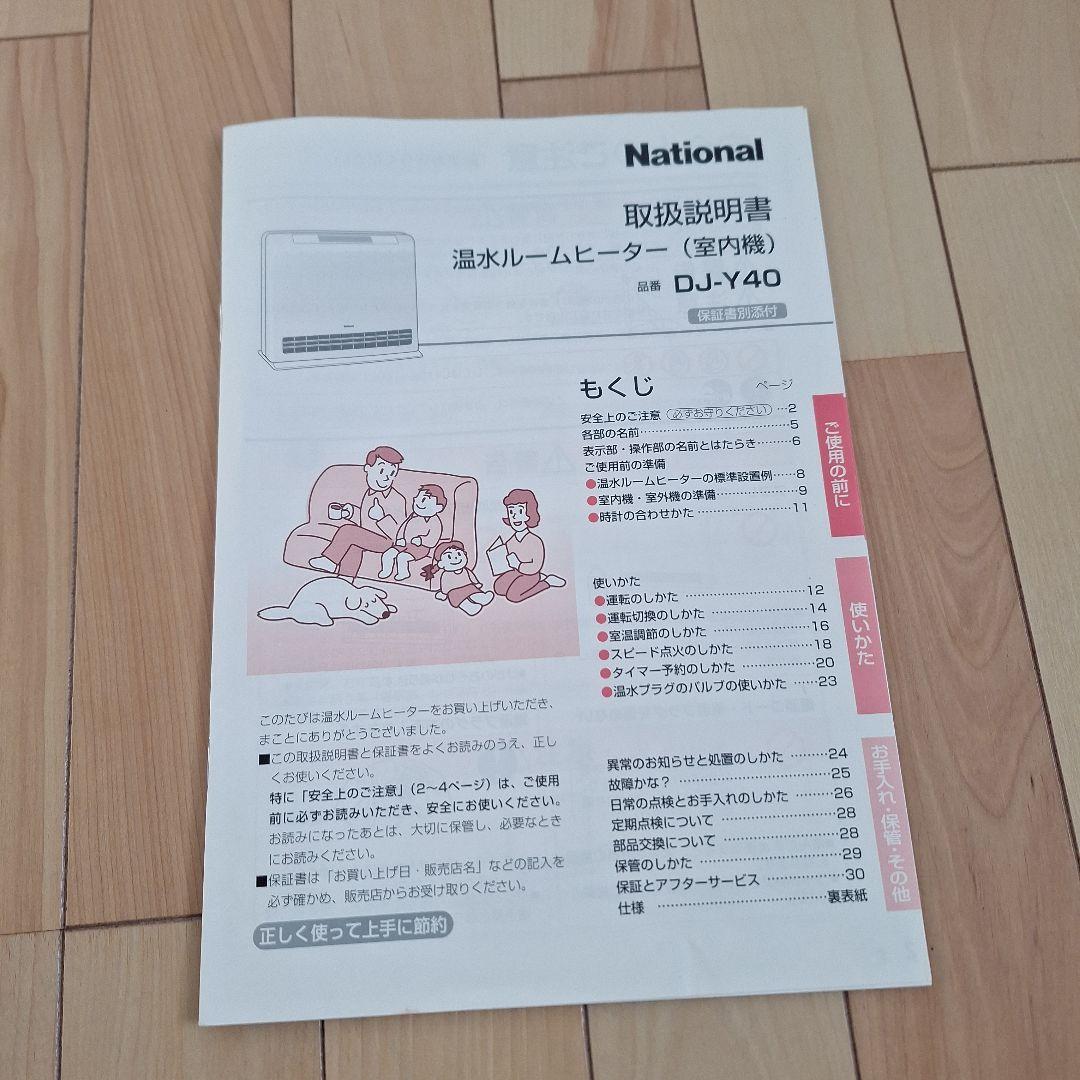 National
取扱説明書
温水ルームヒーター（室内機）
品番 DJ-Y40
保証書別添付
もくじ ページ
安全上のご注意（必ずお守りください）…2
各部の名前……5
表示部・操作部の名前とはたらき……6
ご使用前の準備
●温水ルームヒーターの標準設置例……8
●室内機・室外機の準備……9
●時計の合わせかた……11
ご使用の前に
使いかた
●運転のしかた……12
●運転切換のしかた……14
●室温調節のしかた……16
●スピード点火のしかた……18
●タイマー予約のしかた……20
●温水プラグのバルブの使いかた……23
使いかた
異常のお知らせと処置のしかた……24
故障かな？……25
日常の点検とお手入れのしかた……26
定期点検について……28
部品交換について……28
保管のしかた……29
保証とアフターサービス……30
仕様……裏表紙
お手入れ・保管・その他
このたびは温水ルームヒーターをお買い上げいただき、
まことにありがとうございました。
■この取扱説明書と保証書をよくお読みのうえ、正し
くお使いください。
特に「安全上のご注意」（2～4ページ）は、ご使用
前に必ずお読みいただき、安全にお使いください。
お読みになったあとは、大切に保管し、必要なとき
にお読みください。
■保証書は「お買い上げ日・販売店名」などの記入を
必ず確かめ、販売店からお受け取りください。
正しく使って上手に節約